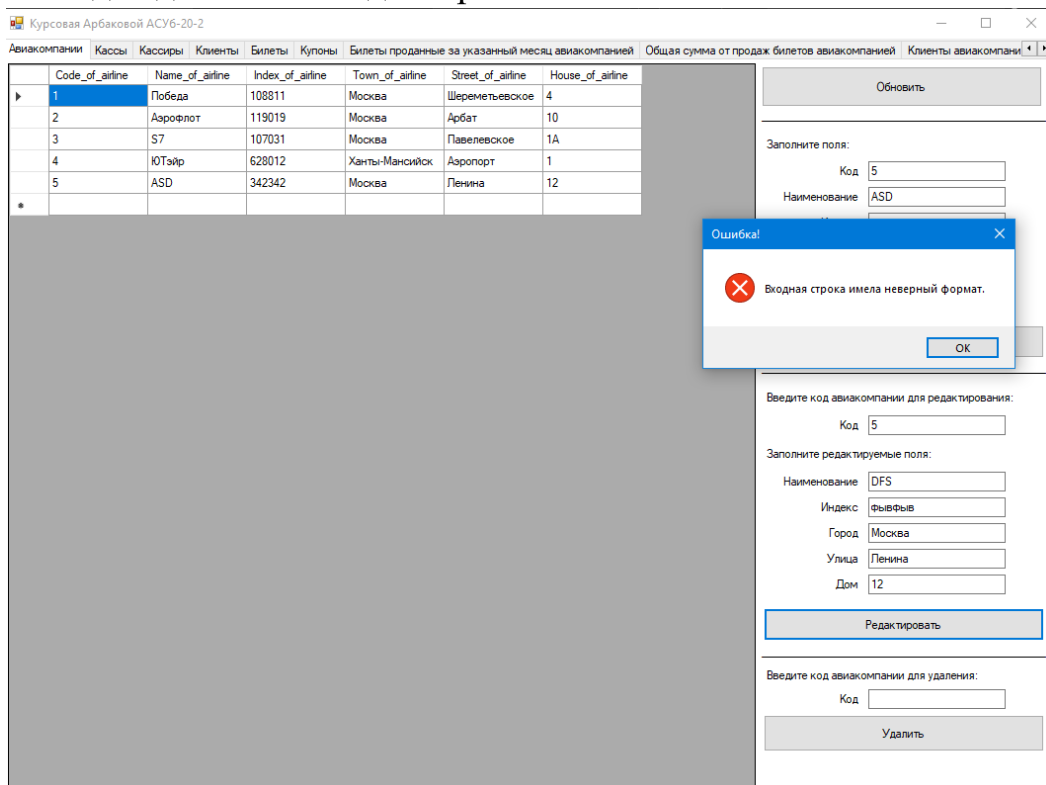 Курсовая Арбаковой АСУб-20-2
Авиакомпании Кассы Кассиры Клиенты Билеты Купоны Билеты проданные за указанный месяц авиакомпанией Общая сумма от продаж билетов авиакомпанией Клиенты авиакомпани
Code_of_airline Name_of_airline Index_of_airline Town_of_airline Street_of_airline House_of_airline
1 Победа 108811 Москва Шереметьевское 4
2 Аэрофлот 119019 Москва Арбат 10
3 S7 107031 Москва Павелевское 1А
4 ЮТэйр 628012 Ханты-Мансийск Аэропорт 1
5 ASD 342342 Москва Ленина 12
Обновить
Заполните поля:
Код 5
Наименование ASD
Ошибка!
Входная строка имела неверный формат.
OK
Введите код авиакомпании для редактирования:
Код 5
Заполните редактируемые поля:
Наименование DFS
Индекс фывфыв
Город Москва
Улица Ленина
Дом 12
Редактировать
Введите код авиакомпании для удаления:
Код
Удалить